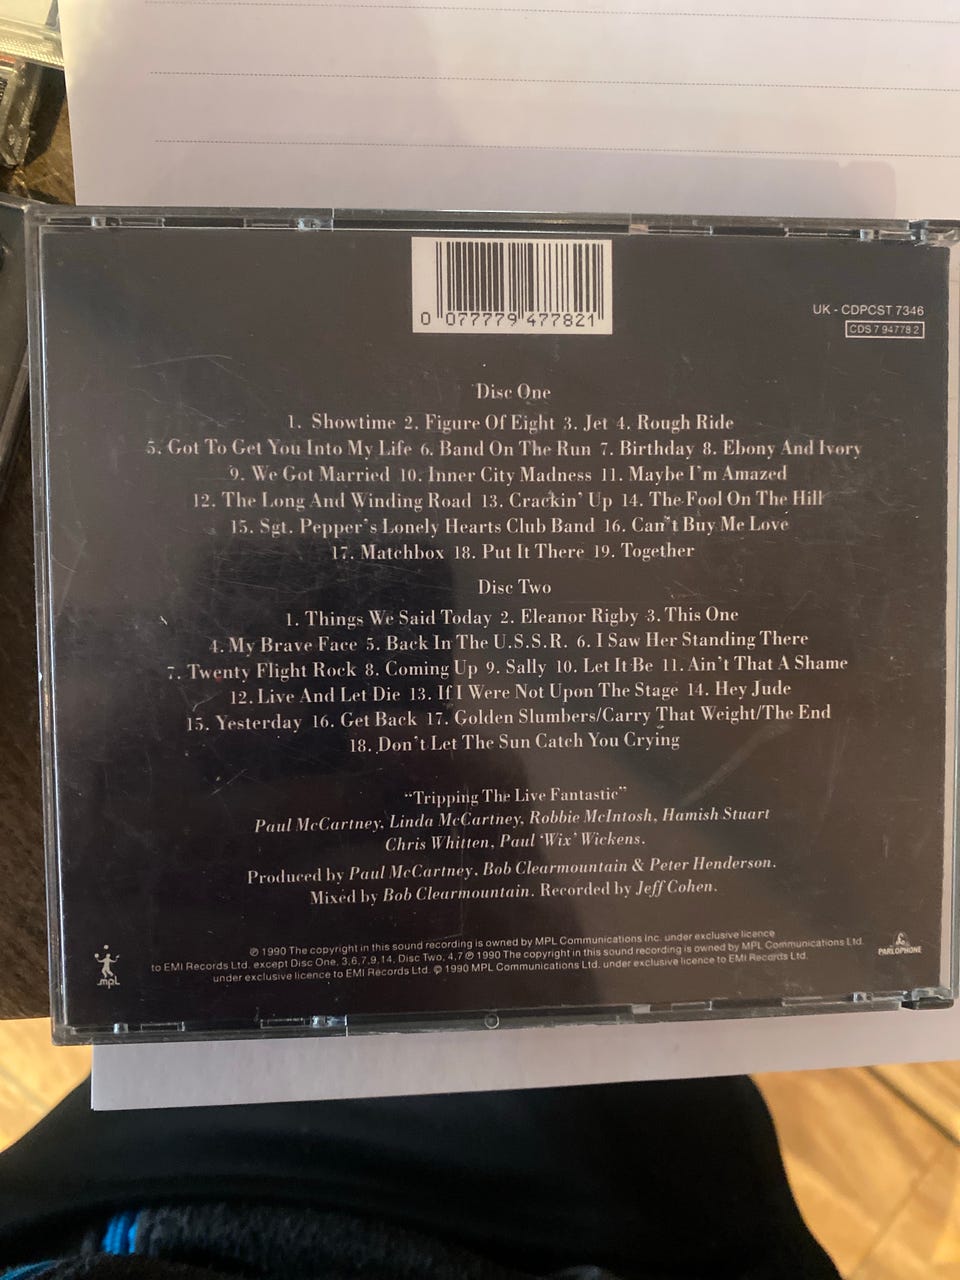 0 077779 477821
UK - CDPCST 7346
CDS 7 94778 2
Disc One
1. Showtime 2. Figure Of Eight 3. Jet 4. Rough Ride
5. Got To Get You Into My Life 6. Band On The Run 7. Birthday 8. Ebony And Ivory
9. We Got Married 10. Inner City Madness 11. Maybe I'm Amazed
12. The Long And Winding Road 13. Crackin' Up 14. The Fool On The Hill
15. Sgt. Pepper's Lonely Hearts Club Band 16. Can't Buy Me Love
17. Matchbox 18. Put It There 19. Together
Disc Two
1. Things We Said Today 2. Eleanor Rigby 3. This One
4. My Brave Face 5. Back In The U.S.S.R. 6. I Saw Her Standing There
7. Twenty Flight Rock 8. Coming Up 9. Sally 10. Let It Be 11. Ain't That A Shame
12. Live And Let Die 13. If I Were Not Upon The Stage 14. Hey Jude
15. Yesterday 16. Get Back 17. Golden Slumbers/Carry That Weight/The End
18. Don't Let The Sun Catch You Crying
"Tripping The Live Fantastic"
Paul McCartney, Linda McCartney, Robbie McIntosh, Hamish Stuart
Chris Whitten, Paul 'Wix' Wickens.
Produced by Paul McCartney, Bob Clearmountain & Peter Henderson.
Mixed by Bob Clearmountain. Recorded by Jeff Cohen.
℗ 1990 The copyright in this sound recording is owned by MPL Communications Inc. under exclusive licence
to EMI Records Ltd. except Disc One, 3,6,7,9,14, Disc Two, 4,7 ℗ 1990 The copyright in this sound recording is owned by MPL Communications Ltd.
under exclusive licence to EMI Records Ltd. © 1990 MPL Communications Ltd. under exclusive licence to EMI Records Ltd.
mpL
PARLOPHONE